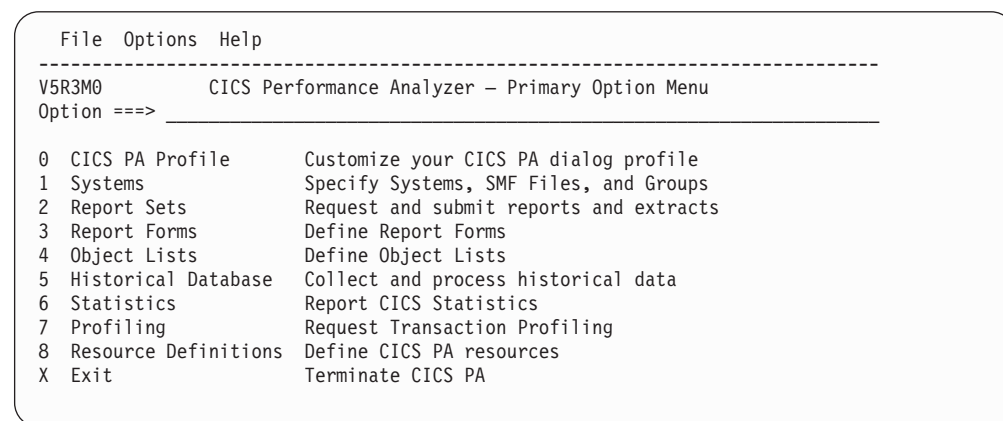 File Options Help
--------------------------------------------------------------------------------
V5R3M0 CICS Performance Analyzer – Primary Option Menu
Option ===> ____________________________________________________________________
0 CICS PA Profile Customize your CICS PA dialog profile
1 Systems Specify Systems, SMF Files, and Groups
2 Report Sets Request and submit reports and extracts
3 Report Forms Define Report Forms
4 Object Lists Define Object Lists
5 Historical Database Collect and process historical data
6 Statistics Report CICS Statistics
7 Profiling Request Transaction Profiling
8 Resource Definitions Define CICS PA resources
X Exit Terminate CICS PA